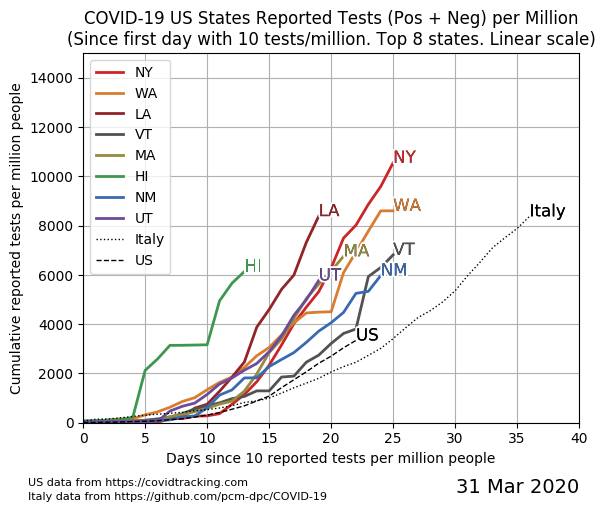 COVID-19 US States Reported Tests (Pos + Neg) per Million
(Since first day with 10 tests/million. Top 8 states. Linear scale)
Cumulative reported tests per million people
14000
12000
10000
8000
6000
4000
2000
0
NY
WA
LA
VT
MA
HI
NM
UT
Italy
US
NY
WA
LA
Italy
VT
MA
HI
NM
UT
US
0 5 10 15 20 25 30 35 40
Days since 10 reported tests per million people
US data from https://covidtracking.com
Italy data from https://github.com/pcm-dpc/COVID-19
31 Mar 2020